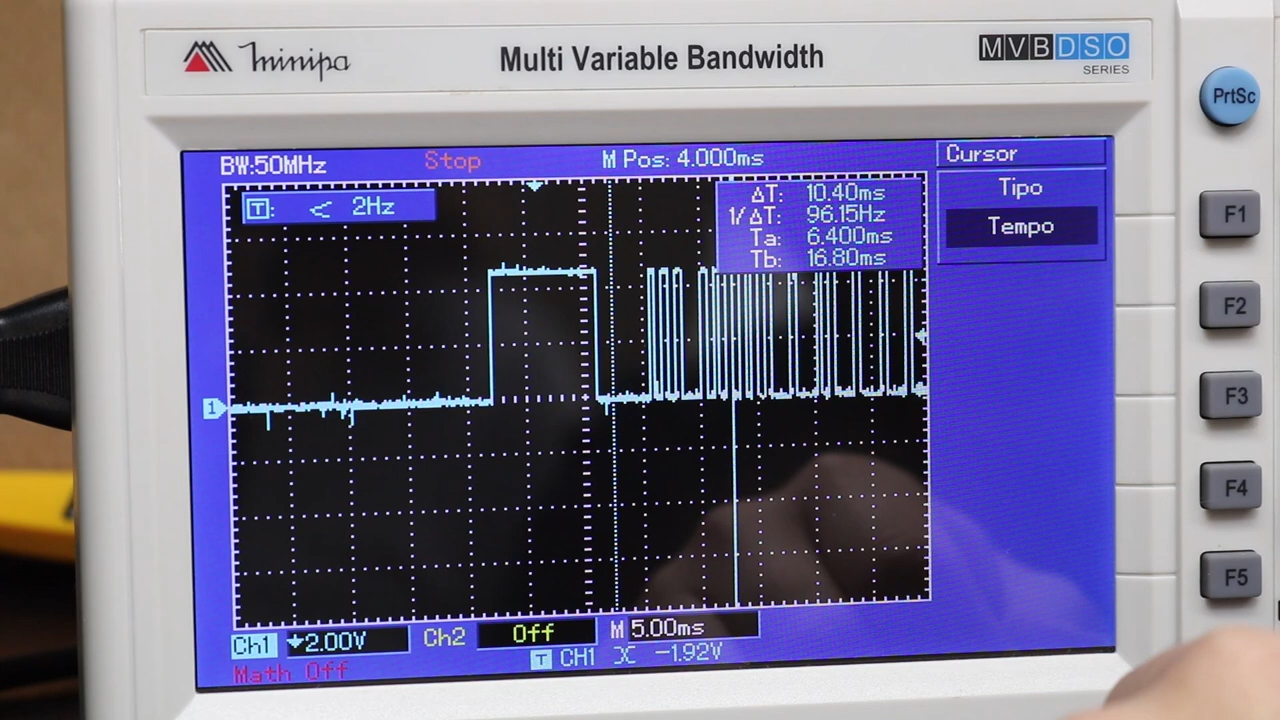 Minipa
Multi Variable Bandwidth
MVBDSO
SERIES
PrtSc
BW:50MHz
Stop
M Pos: 4.000ms
Cursor
Tipo
Tempo
T: < 2Hz
ΔT: 10.40ms
1/ΔT: 96.15Hz
Ta: 6.400ms
Tb: 16.80ms
1
F1
F2
F3
F4
F5
Ch1 2.00V
Ch2 Off
M 5.00ms
T CH1 -1.92V
Math Off